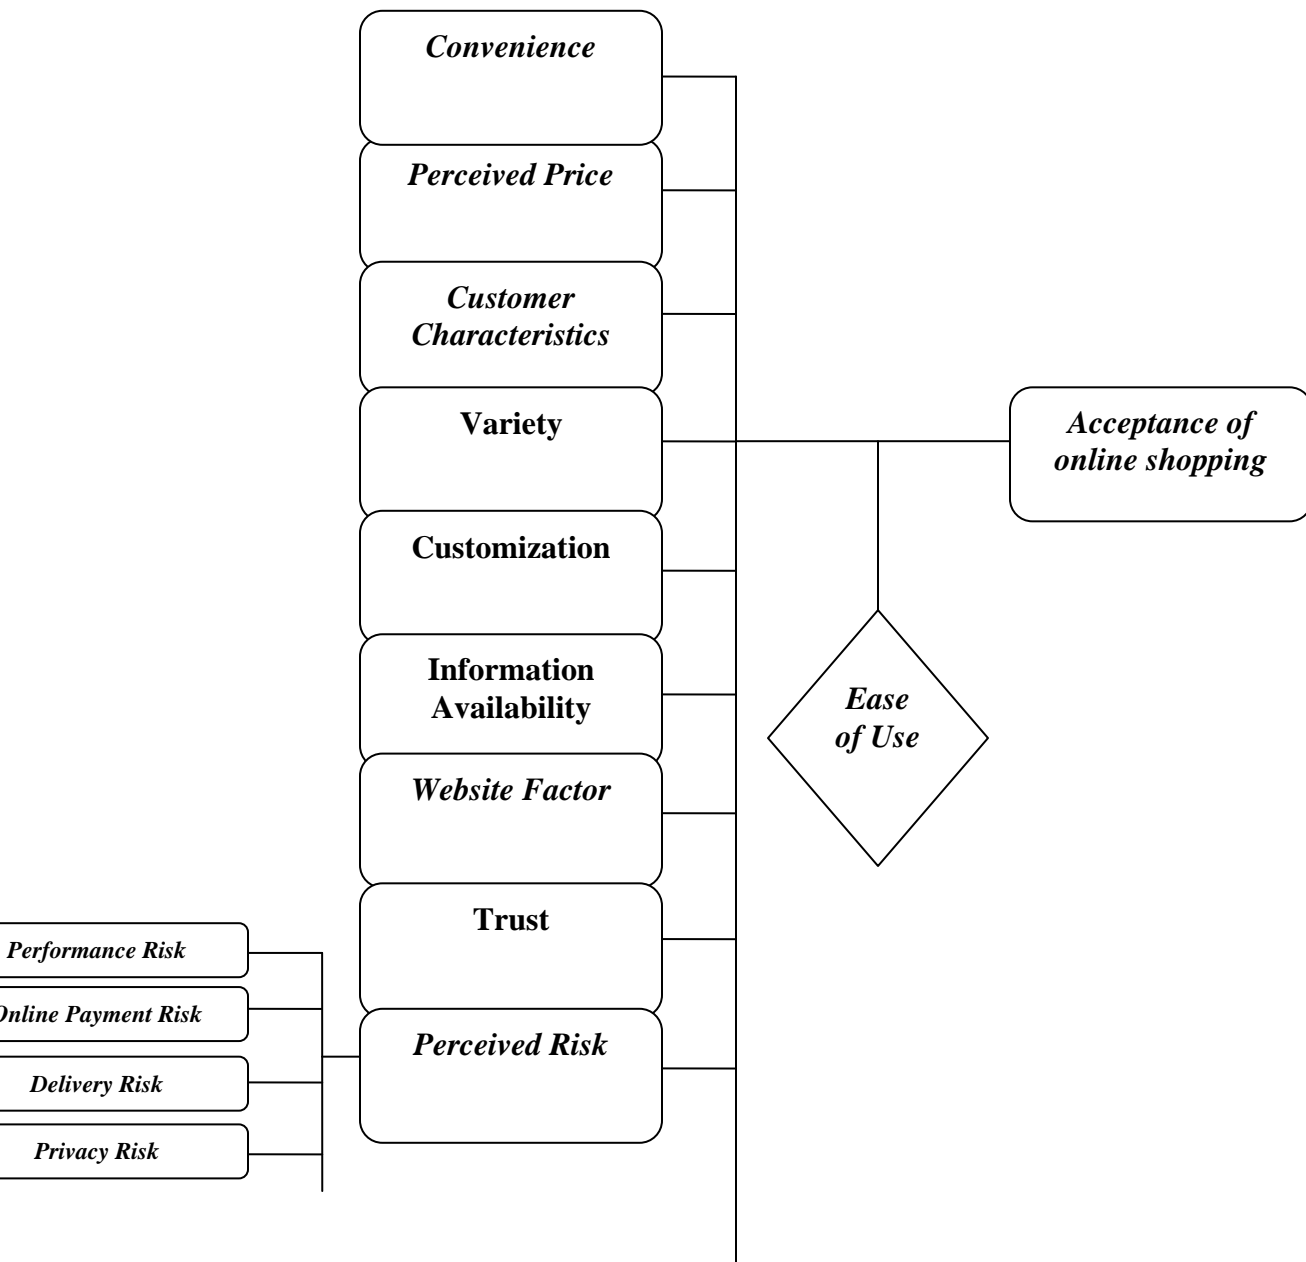 Convenience
Perceived Price
Customer
Characteristics
Variety
Customization
Information
Availability
Website Factor
Trust
Perceived Risk
Performance Risk
Online Payment Risk
Delivery Risk
Privacy Risk
Acceptance of
online shopping
Ease
of Use